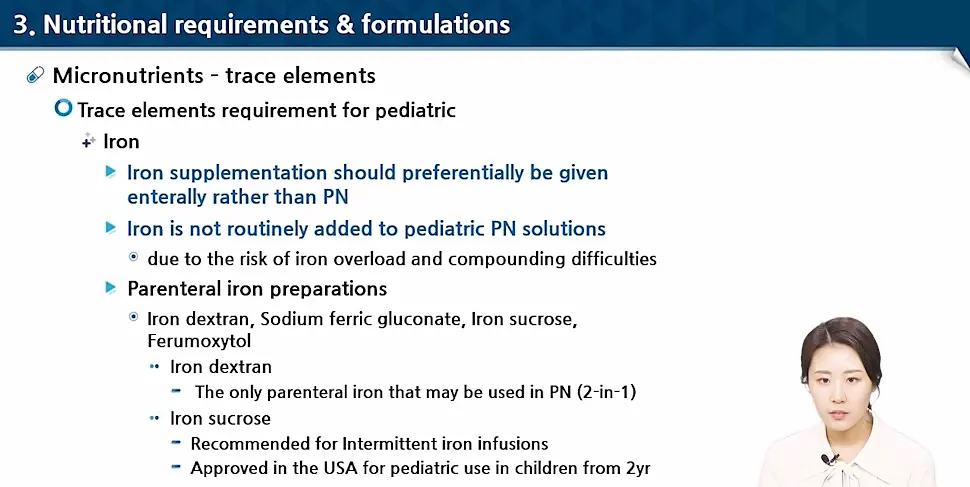 3. Nutritional requirements & formulations
Micronutrients - trace elements
Trace elements requirement for pediatric
Iron
Iron supplementation should preferentially be given
enterally rather than PN
Iron is not routinely added to pediatric PN solutions
due to the risk of iron overload and compounding difficulties
Parenteral iron preparations
Iron dextran, Sodium ferric gluconate, Iron sucrose,
Ferumoxytol
Iron dextran
The only parenteral iron that may be used in PN (2-in-1)
Iron sucrose
Recommended for Intermittent iron infusions
Approved in the USA for pediatric use in children from 2yr